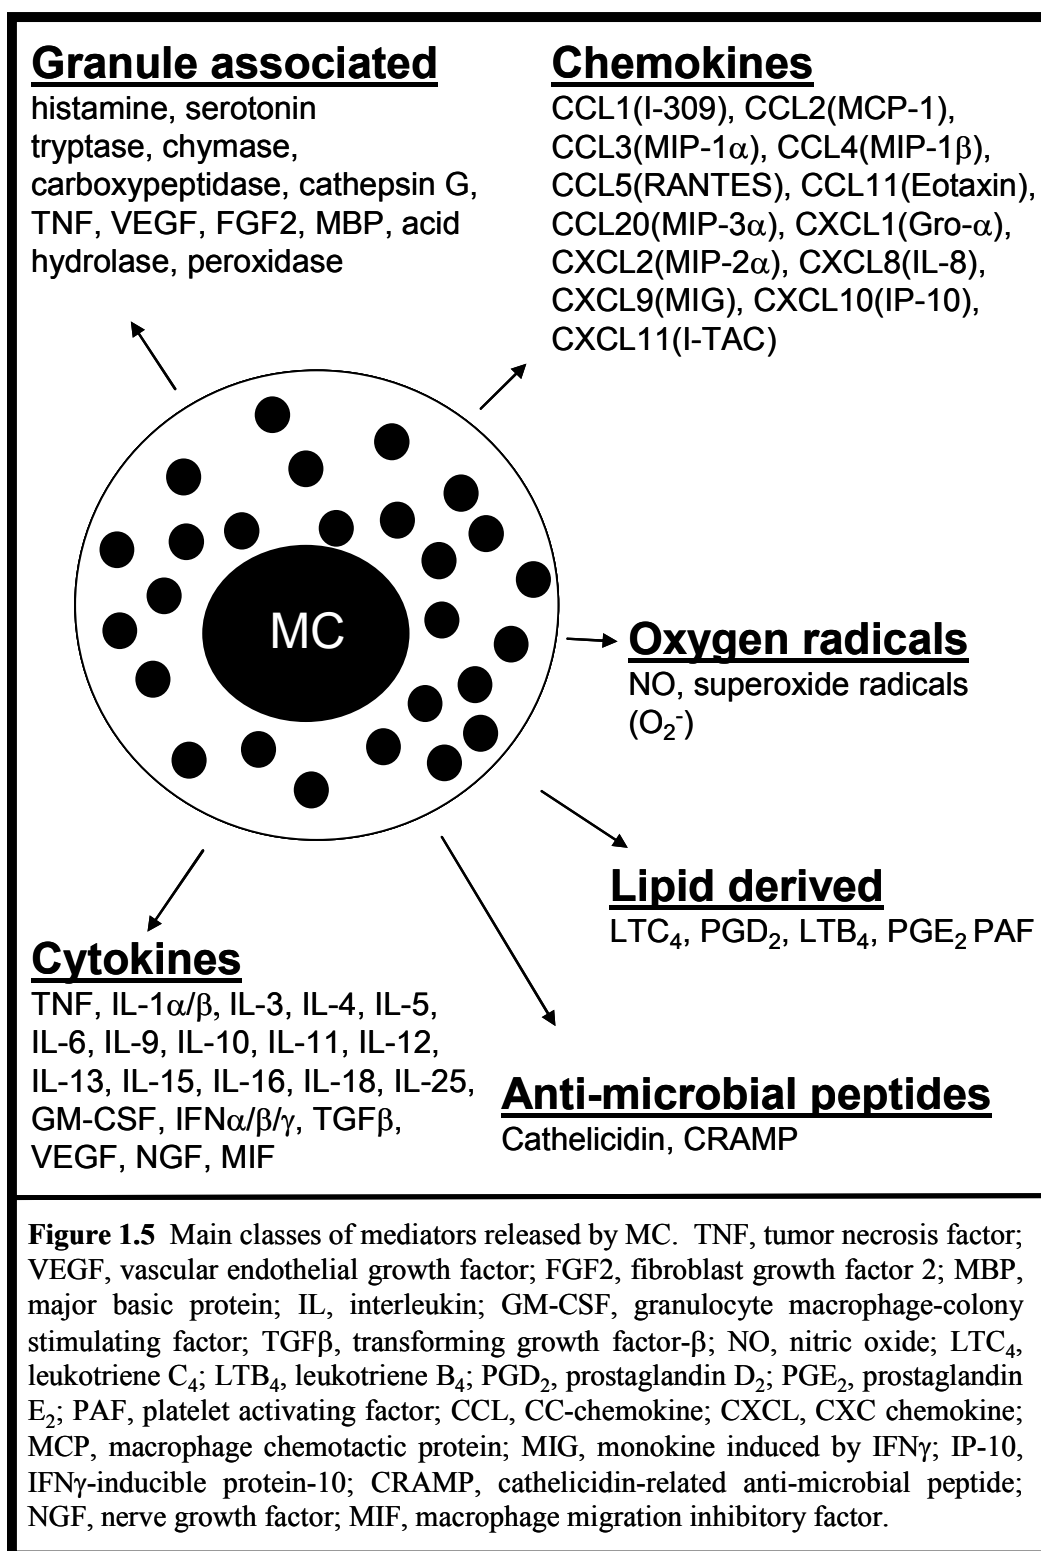 Granule associated
histamine, serotonin
tryptase, chymase,
carboxypeptidase, cathepsin G,
TNF, VEGF, FGF2, MBP, acid
hydrolase, peroxidase
Chemokines
CCL1(I-309), CCL2(MCP-1),
CCL3(MIP-1α), CCL4(MIP-1β),
CCL5(RANTES), CCL11(Eotaxin),
CCL20(MIP-3α), CXCL1(Gro-α),
CXCL2(MIP-2α), CXCL8(IL-8),
CXCL9(MIG), CXCL10(IP-10),
CXCL11(I-TAC)
MC
Oxygen radicals
NO, superoxide radicals
(O₂⁻)
Lipid derived
LTC₄, PGD₂, LTB₄, PGE₂ PAF
Cytokines
TNF, IL-1α/β, IL-3, IL-4, IL-5,
IL-6, IL-9, IL-10, IL-11, IL-12,
IL-13, IL-15, IL-16, IL-18, IL-25,
GM-CSF, IFNα/β/γ, TGFβ,
VEGF, NGF, MIF
Anti-microbial peptides
Cathelicidin, CRAMP
Figure 1.5 Main classes of mediators released by MC. TNF, tumor necrosis factor;
VEGF, vascular endothelial growth factor; FGF2, fibroblast growth factor 2; MBP,
major basic protein; IL, interleukin; GM-CSF, granulocyte macrophage-colony
stimulating factor; TGFβ, transforming growth factor-β; NO, nitric oxide; LTC₄,
leukotriene C₄; LTB₄, leukotriene B₄; PGD₂, prostaglandin D₂; PGE₂, prostaglandin
E₂; PAF, platelet activating factor; CCL, CC-chemokine; CXCL, CXC chemokine;
MCP, macrophage chemotactic protein; MIG, monokine induced by IFNγ; IP-10,
IFNγ-inducible protein-10; CRAMP, cathelicidin-related anti-microbial peptide;
NGF, nerve growth factor; MIF, macrophage migration inhibitory factor.